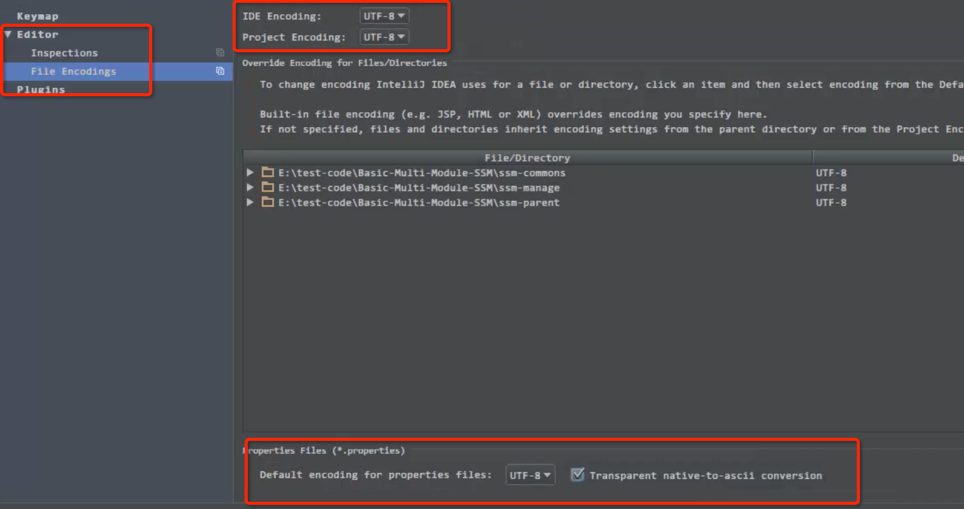 Keymap
Editor
Inspections
File Encodings
Plugins
IDE Encoding: UTF-8
Project Encoding: UTF-8
Override Encoding for Files/Directories
To change encoding IntelliJ IDEA uses for a file or directory, click an item and then select encoding from the Defa
Built-in file encoding (e.g. JSP, HTML or XML) overrides encoding you specify here.
If not specified, files and directories inherit encoding settings from the parent directory or from the Project Enc
File/Directory De
E:\test-code\Basic-Multi-Module-SSM\ssm-commons UTF-8
E:\test-code\Basic-Multi-Module-SSM\ssm-manage UTF-8
E:\test-code\Basic-Multi-Module-SSM\ssm-parent UTF-8
Properties Files (*.properties)
Default encoding for properties files: UTF-8 Transparent native-to-ascii conversion